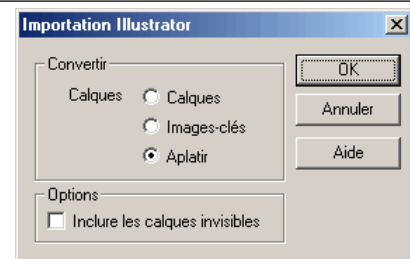 Importation Illustrator
Convertir
Calques
Calques
Images-clés
Aplatir
Options
Inclure les calques invisibles
OK
Annuler
Aide